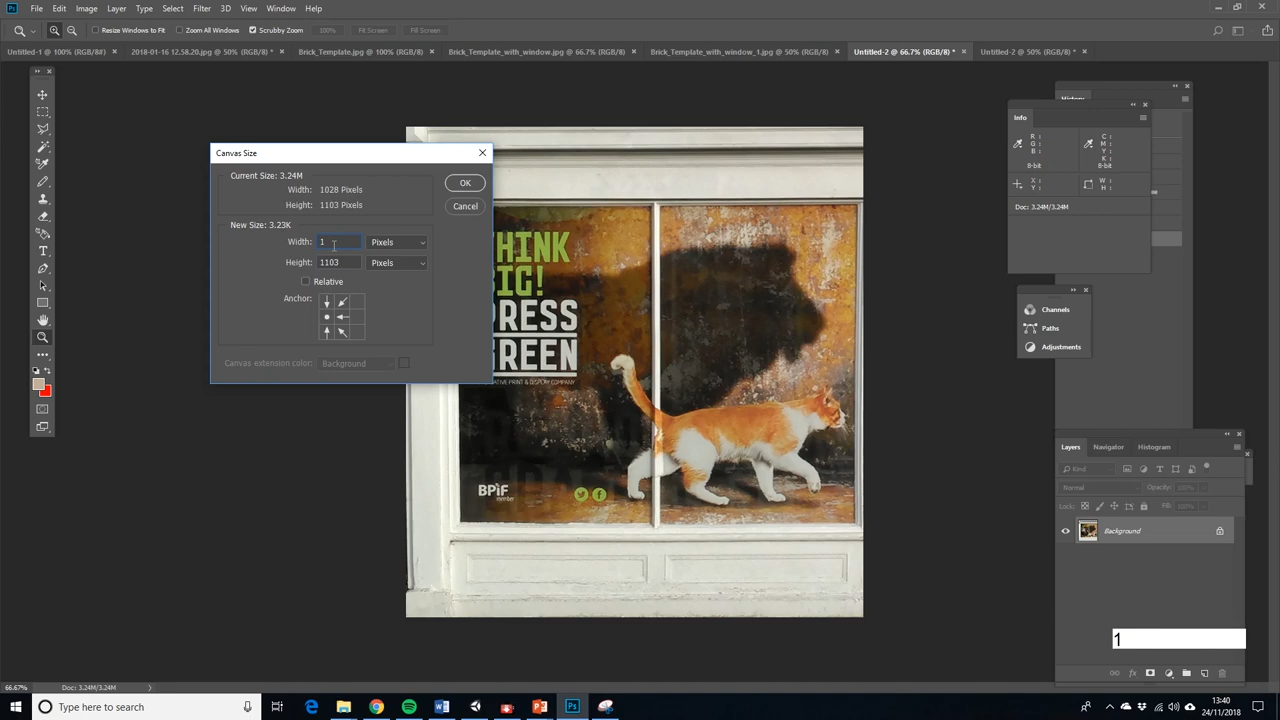 File Edit Image Layer Type Select Filter 3D View Window Help
Resize Windows to Fit Zoom All Windows Scrubby Zoom 100% Fit Screen Fill Screen
Untitled-1 @ 100% (RGB/8#) 2018-01-16 12.58.20.jpg @ 50% (RGB/8) * Brick_Template.jpg @ 100% (RGB/8) Brick_Template_with_window.jpg @ 66.7% (RGB/8) Brick_Template_with_window_1.jpg @ 50% (RGB/8) Untitled-2 @ 66.7% (RGB/8) * Untitled-2 @ 50% (RGB/8) *
Canvas Size
Current Size: 3.24M
Width: 1028 Pixels
Height: 1103 Pixels
OK
Cancel
New Size: 3.23K
Width: 1 Pixels
Height: 1103 Pixels
Relative
Anchor:
Canvas extension color: Background
THINK
BIG!
PRESS
GREEN
BPIF
member
History
Info
R :
G :
B :
8-bit
C :
M :
Y :
K :
8-bit
X :
Y :
W :
H :
Doc: 3.24M/3.24M
Channels
Paths
Adjustments
Layers Navigator Histogram
Kind
Normal Opacity: 100%
Lock: Fill: 100%
Background
1
66.67% Doc: 3.24M/3.24M
Type here to search
13:40
24/11/2018